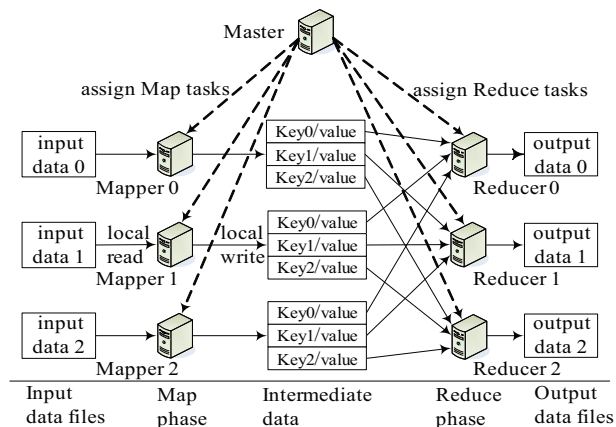 Master
assign Map tasks
assign Reduce tasks
input
data 0
Mapper 0
Key0/value
Key1/value
Key2/value
Reducer 0
output
data 0
input
data 1
local
read
Mapper 1
local
write
Key0/value
Key1/value
Key2/value
Reducer 1
output
data 1
input
data 2
Mapper 2
Key0/value
Key1/value
Key2/value
Reducer 2
output
data 2
Input
data files
Map
phase
Intermediate
data
Reduce
phase
Output
data files